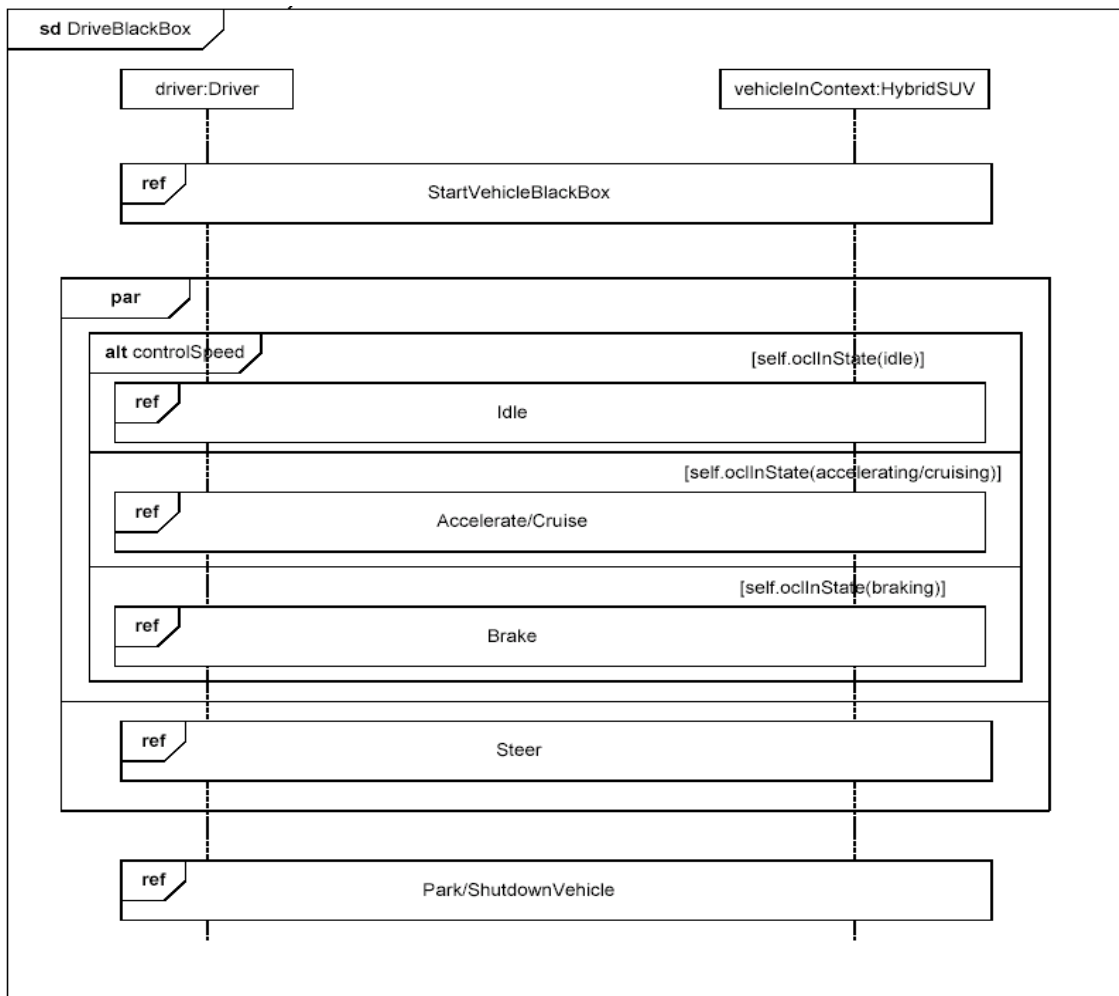 sd DriveBlackBox
driver:Driver
vehicleInContext:HybridSUV
ref
StartVehicleBlackBox
par
alt controlSpeed
[self.oclInState(idle)]
ref
Idle
[self.oclInState(accelerating/cruising)]
ref
Accelerate/Cruise
[self.oclInState(braking)]
ref
Brake
ref
Steer
ref
Park/ShutdownVehicle